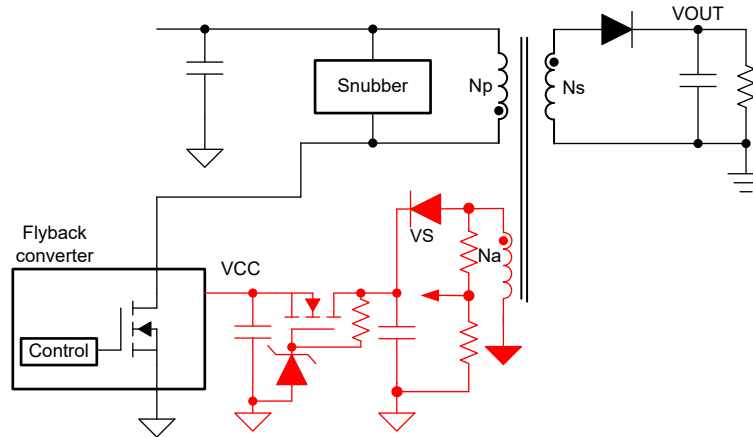 VOUT
Snubber
Np
Ns
Flyback
converter
VCC
VS
Na
Control